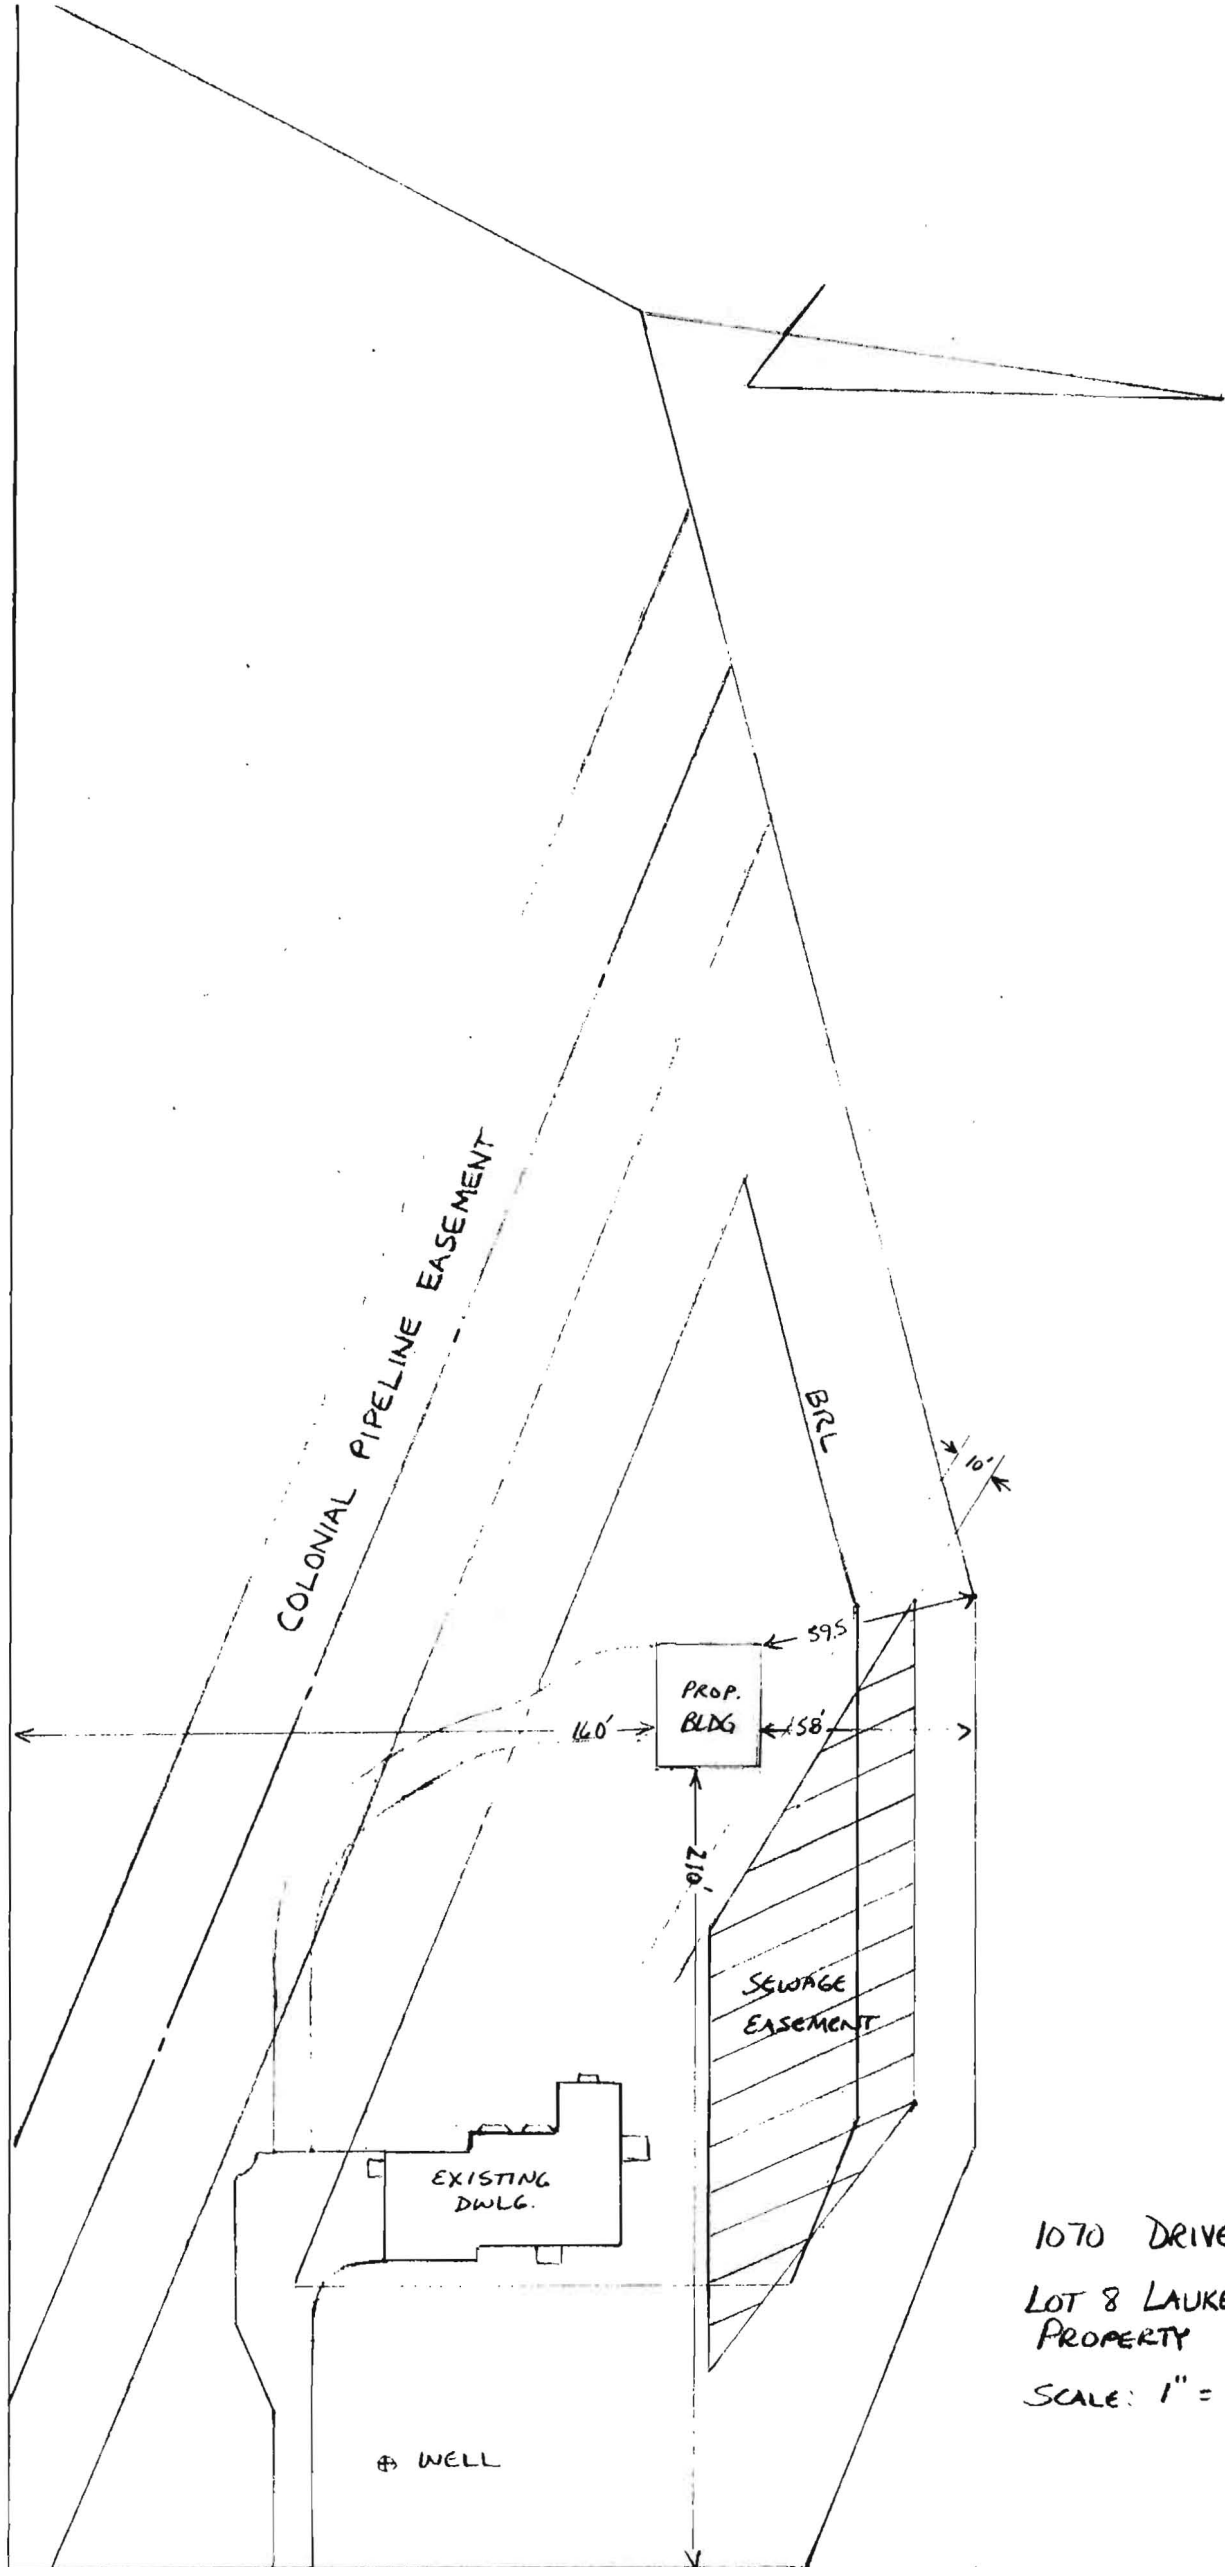 COLONIAL PIPELINE EASEMENT
BRL
10'
59.5
PROP.
BLDG
160'
58'
210'
SEWAGE
EASEMENT
EXISTING
DWLG.
1070 DRIVE
LOT 8
PROPERTY
SCALE: 1" =
⊕ WELL